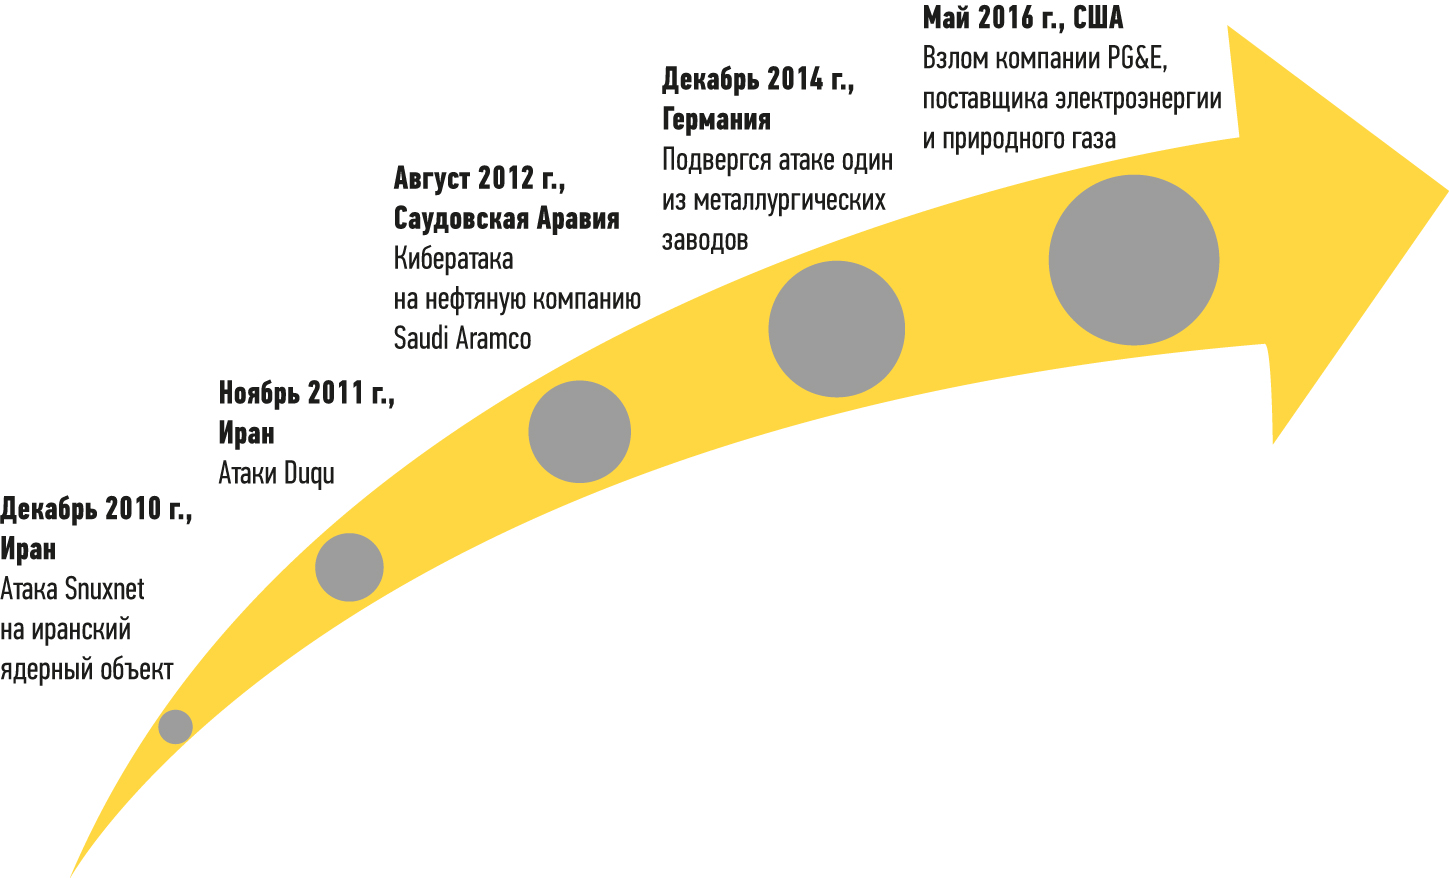 Декабрь 2010 г.,
Иран
Атака Snuxnet
на иранский
ядерный объект
Ноябрь 2011 г.,
Иран
Атаки Duqu
Август 2012 г.,
Саудовская Аравия
Кибератака
на нефтяную компанию
Saudi Aramco
Декабрь 2014 г.,
Германия
Подвергся атаке один
из металлургических
заводов
Май 2016 г., США
Взлом компании PG&E,
поставщика электроэнергии
и природного газа